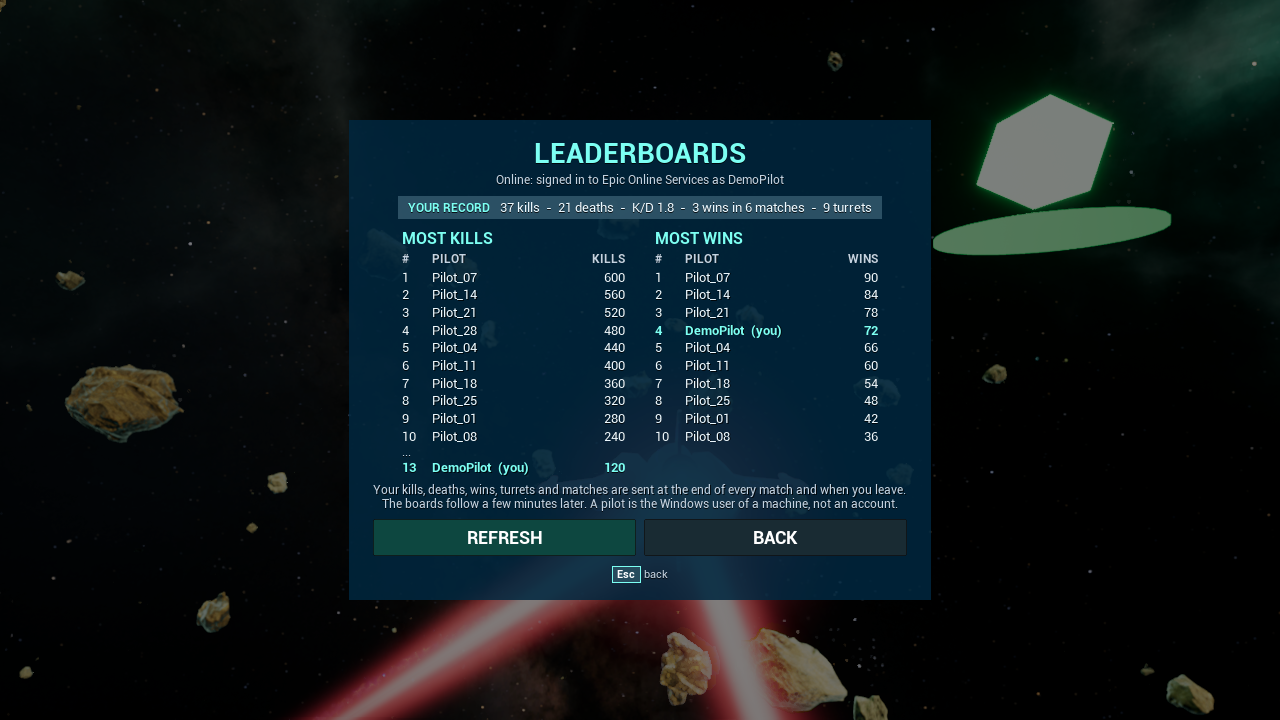 LEADERBOARDS
Online: signed in to Epic Online Services as DemoPilot
YOUR RECORD 37 kills - 21 deaths - K/D 1.8 - 3 wins in 6 matches - 9 turrets
MOST KILLS
# PILOT KILLS
1 Pilot_07 600
2 Pilot_14 560
3 Pilot_21 520
4 Pilot_28 480
5 Pilot_04 440
6 Pilot_11 400
7 Pilot_18 360
8 Pilot_25 320
9 Pilot_01 280
10 Pilot_08 240
...
13 DemoPilot (you) 120
MOST WINS
# PILOT WINS
1 Pilot_07 90
2 Pilot_14 84
3 Pilot_21 78
4 DemoPilot (you) 72
5 Pilot_04 66
6 Pilot_11 60
7 Pilot_18 54
8 Pilot_25 48
9 Pilot_01 42
10 Pilot_08 36
Your kills, deaths, wins, turrets and matches are sent at the end of every match and when you leave.
The boards follow a few minutes later. A pilot is the Windows user of a machine, not an account.
REFRESH
BACK
Esc back